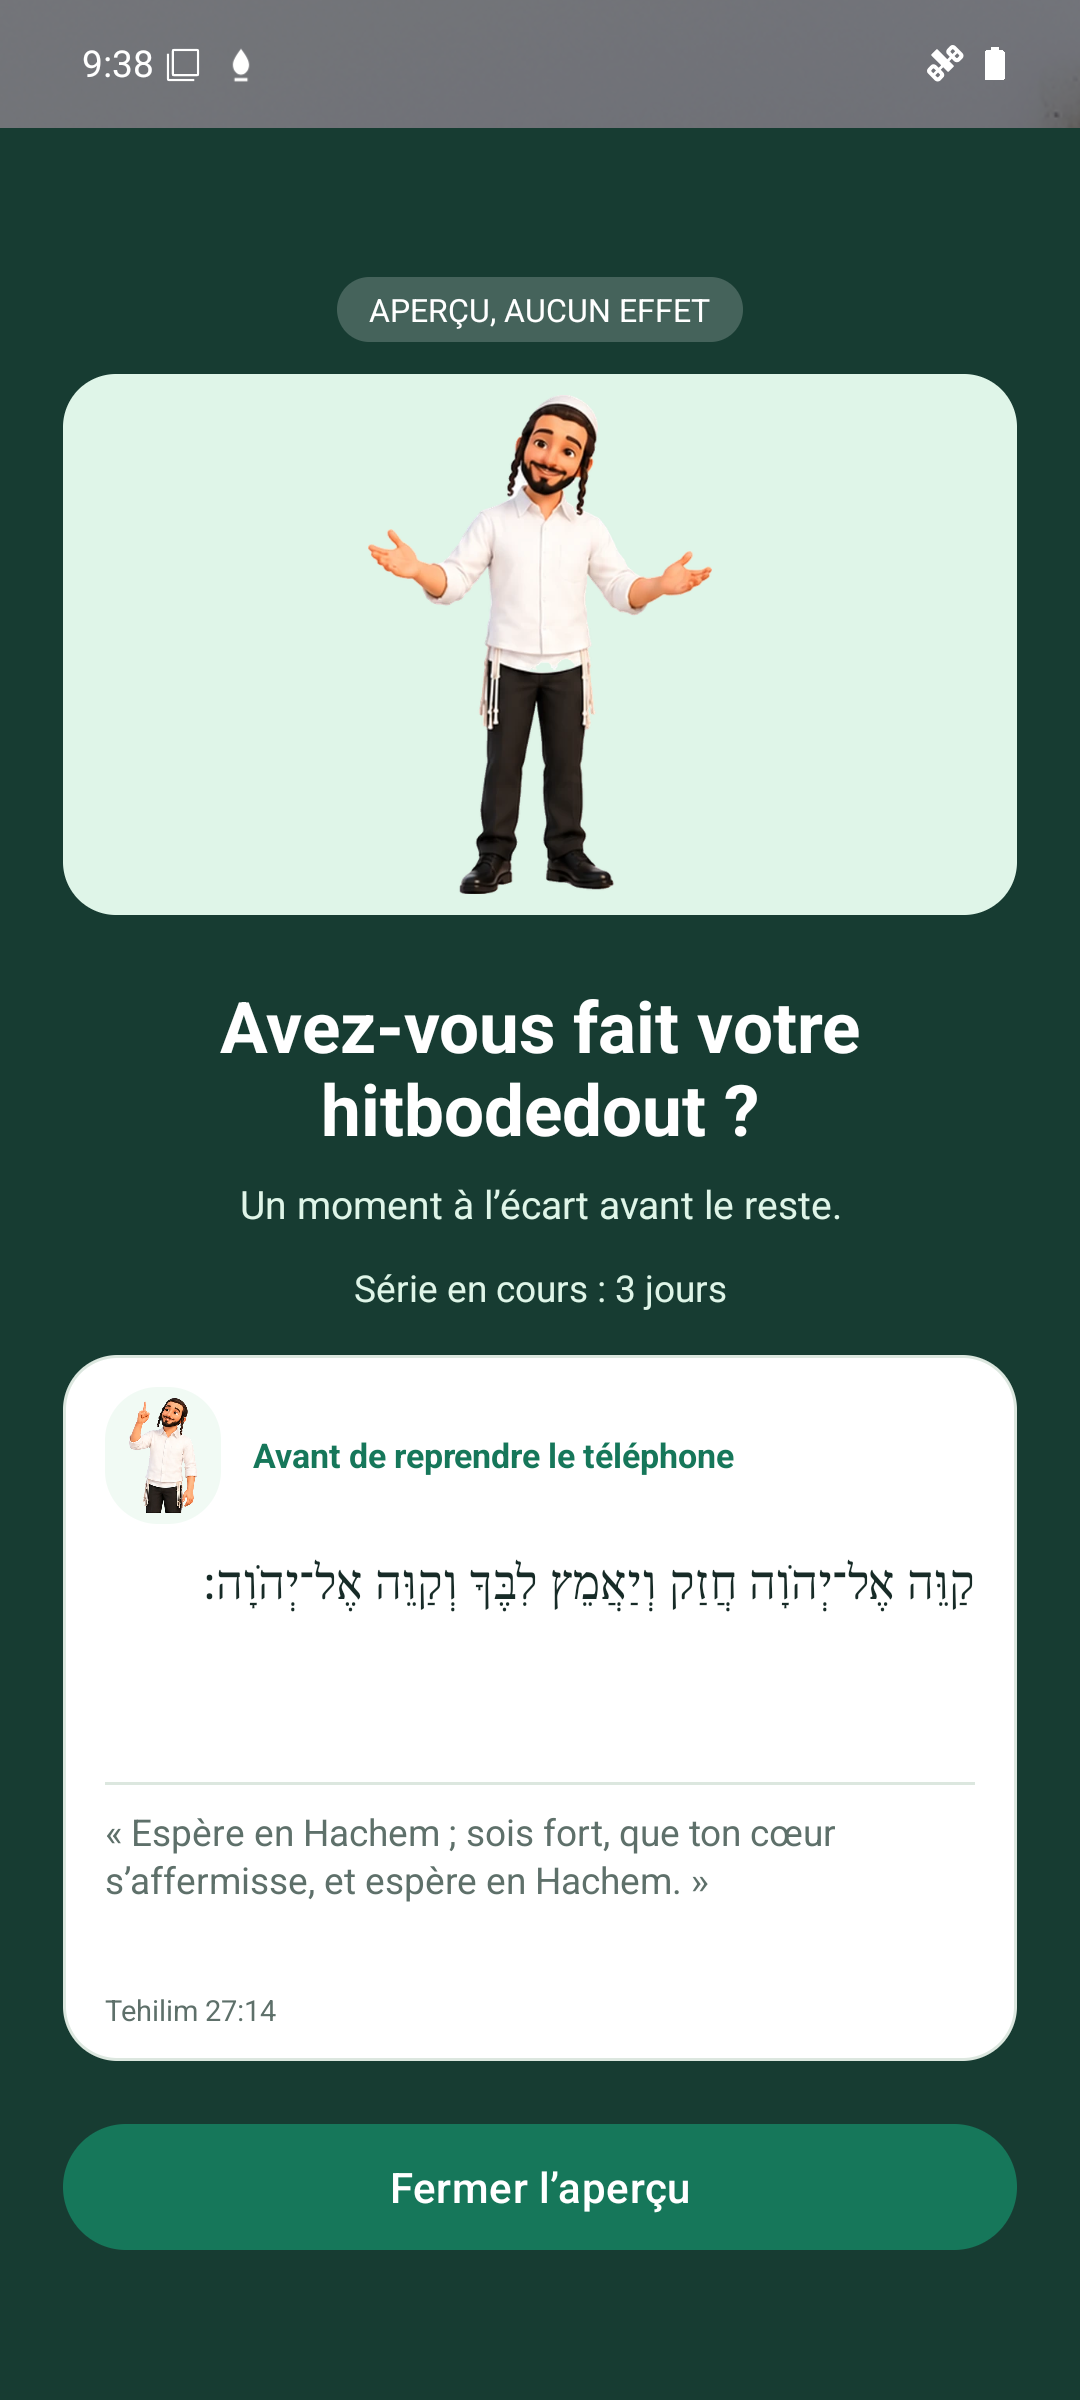 9:38
APERÇU, AUCUN EFFET
Avez-vous fait votre
hitbodedout ?
Un moment à l’écart avant le reste.
Série en cours : 3 jours
Avant de reprendre le téléphone
קַוֵּה אֶל־יְהֹוָה חֲזַק וְיַאֲמֵץ לִבֶּךָ וְקַוֵּה אֶל־יְהֹוָה׃
« Espère en Hachem ; sois fort, que ton cœur
s’affermisse, et espère en Hachem. »
Tehilim 27:14
Fermer l’aperçu